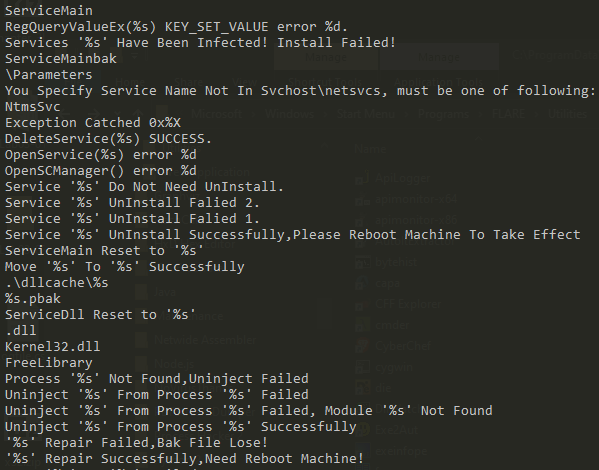 ServiceMain
RegQueryValueEx(%s) KEY_SET_VALUE error %d.
Services '%s' Have Been Infected! Install Failed!
ServiceMainbak
\Parameters
You Specify Service Name Not In Svchost\netsvcs, must be one of following:
NtmsSvc
Exception Catched 0x%X
DeleteService(%s) SUCCESS.
OpenService(%s) error %d
OpenSCManager() error %d
Service '%s' Do Not Need UnInstall.
Service '%s' UnInstall Falied 2.
Service '%s' UnInstall Falied 1.
Service '%s' UnInstall Successfully,Please Reboot Machine To Take Effect
ServiceMain Reset to '%s'
Move '%s' To '%s' Successfully
.\dllcache\%s
%s.pbak
ServiceDll Reset to '%s'
.dll
Kernel32.dll
FreeLibrary
Process '%s' Not Found,Uninject Failed
Uninject '%s' From Process '%s' Failed
Uninject '%s' From Process '%s' Failed, Module '%s' Not Found
Uninject '%s' From Process '%s' Successfully
'%s' Repair Failed,Bak File Lose!
'%s' Repair Successfully,Need Reboot Machine!